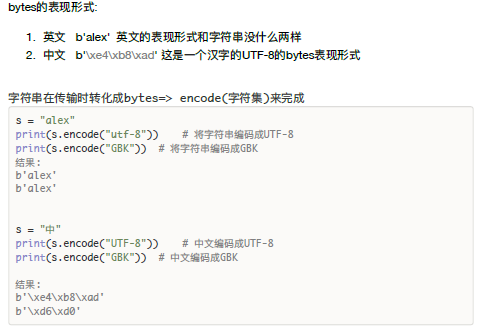 bytes的表现形式:
1. 英文 b'alex' 英文的表现形式和字符串没什么两样
2. 中文 b'\xe4\xb8\xad' 这是一个汉字的UTF-8的bytes表现形式
字符串在传输时转化成bytes=> encode(字符集)来完成
s = "alex"
print(s.encode("utf-8")) # 将字符串编码成UTF-8
print(s.encode("GBK")) # 将字符串编码成GBK
结果:
b'alex'
b'alex'
s = "中"
print(s.encode("UTF-8")) # 中文编码成UTF-8
print(s.encode("GBK")) # 中文编码成GBK
结果:
b'\xe4\xb8\xad'
b'\xd6\xd0'